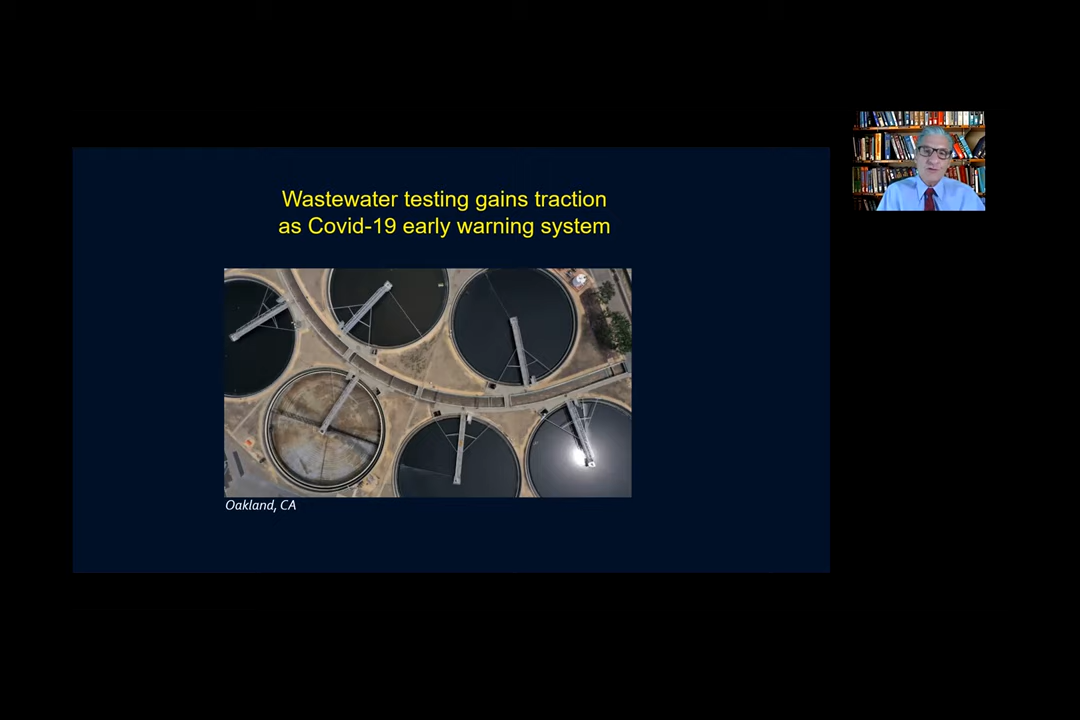 Wastewater testing gains traction
as Covid-19 early warning system
Oakland, CA